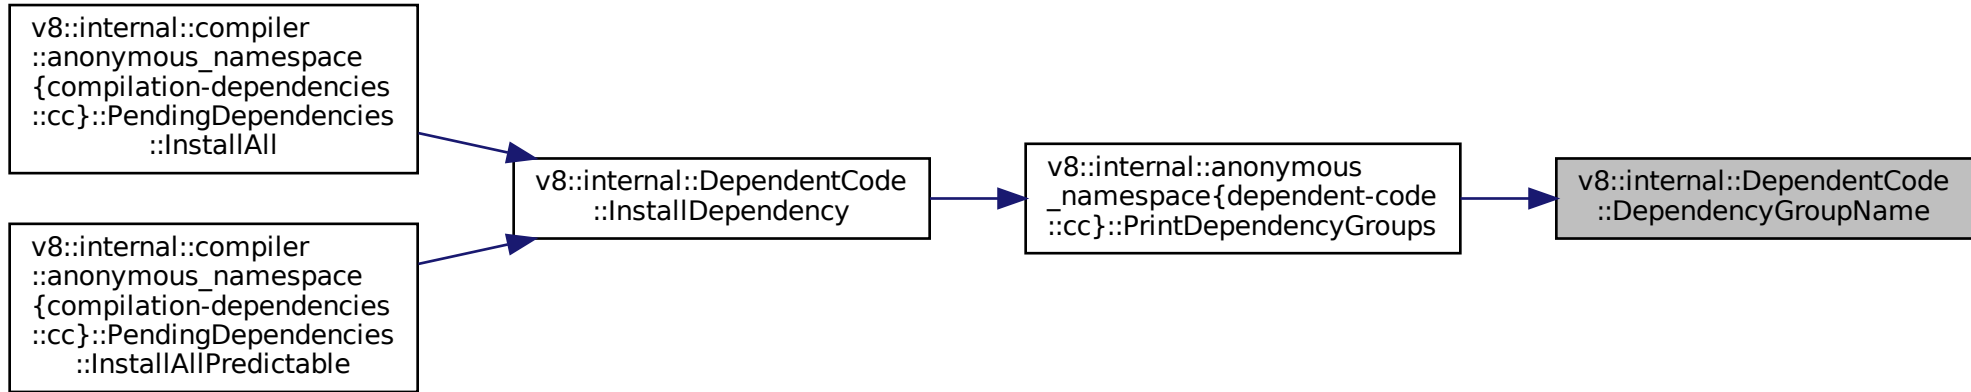 v8::internal::compiler
::anonymous_namespace
{compilation-dependencies
::cc}::PendingDependencies
::InstallAll
v8::internal::compiler
::anonymous_namespace
{compilation-dependencies
::cc}::PendingDependencies
::InstallAllPredictable
v8::internal::DependentCode
::InstallDependency
v8::internal::anonymous
_namespace{dependent-code
::cc}::PrintDependencyGroups
v8::internal::DependentCode
::DependencyGroupName